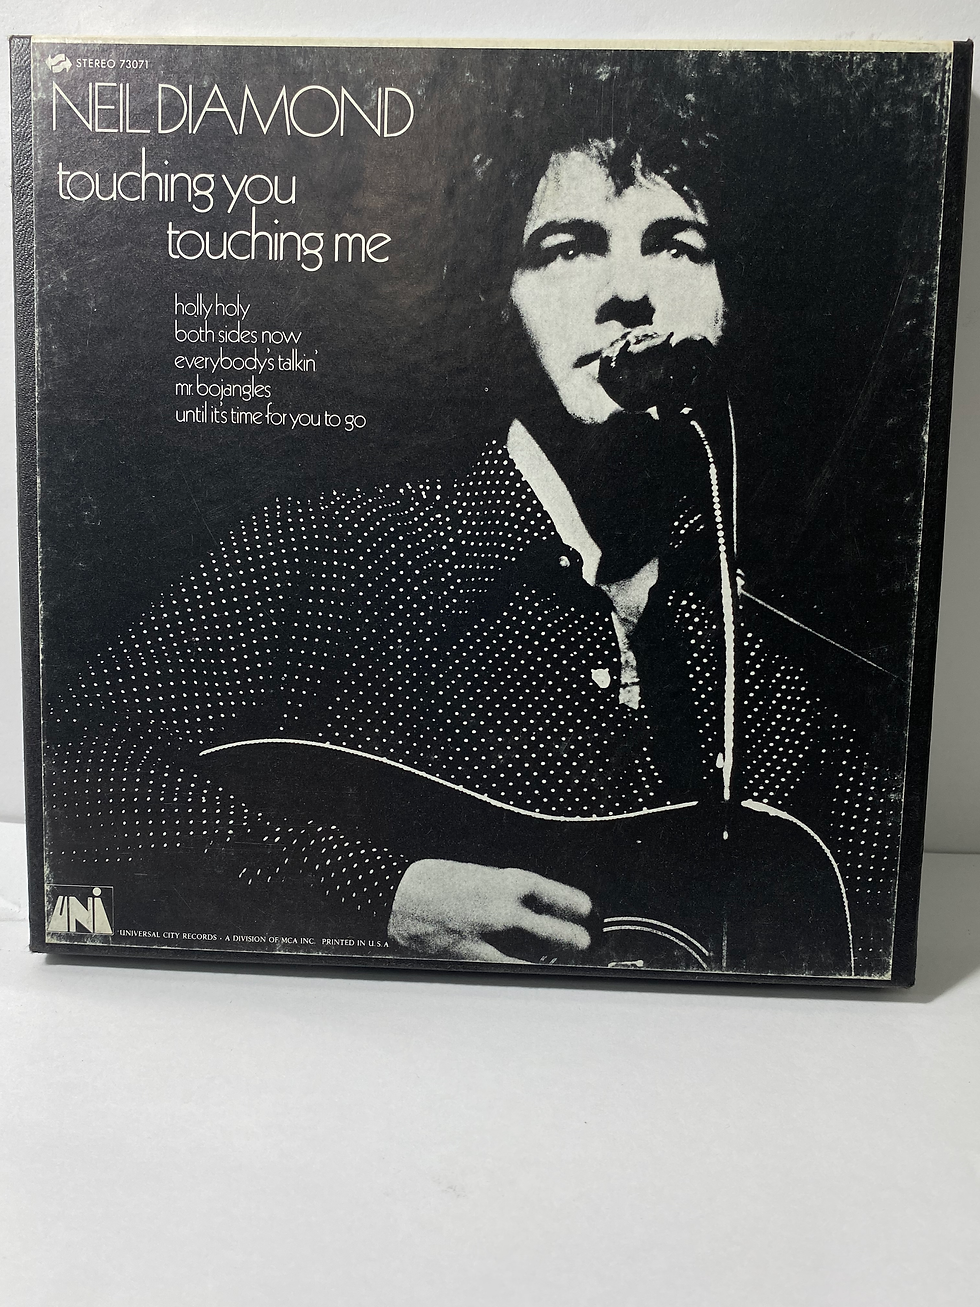 STEREO 73071
NEIL DIAMOND
touching you
touching me
holly holy
both sides now
everybody's talkin'
mr. bojangles
until it's time for you to go
UNI
UNIVERSAL CITY RECORDS - A DIVISION OF MCA INC. PRINTED IN U.S.A